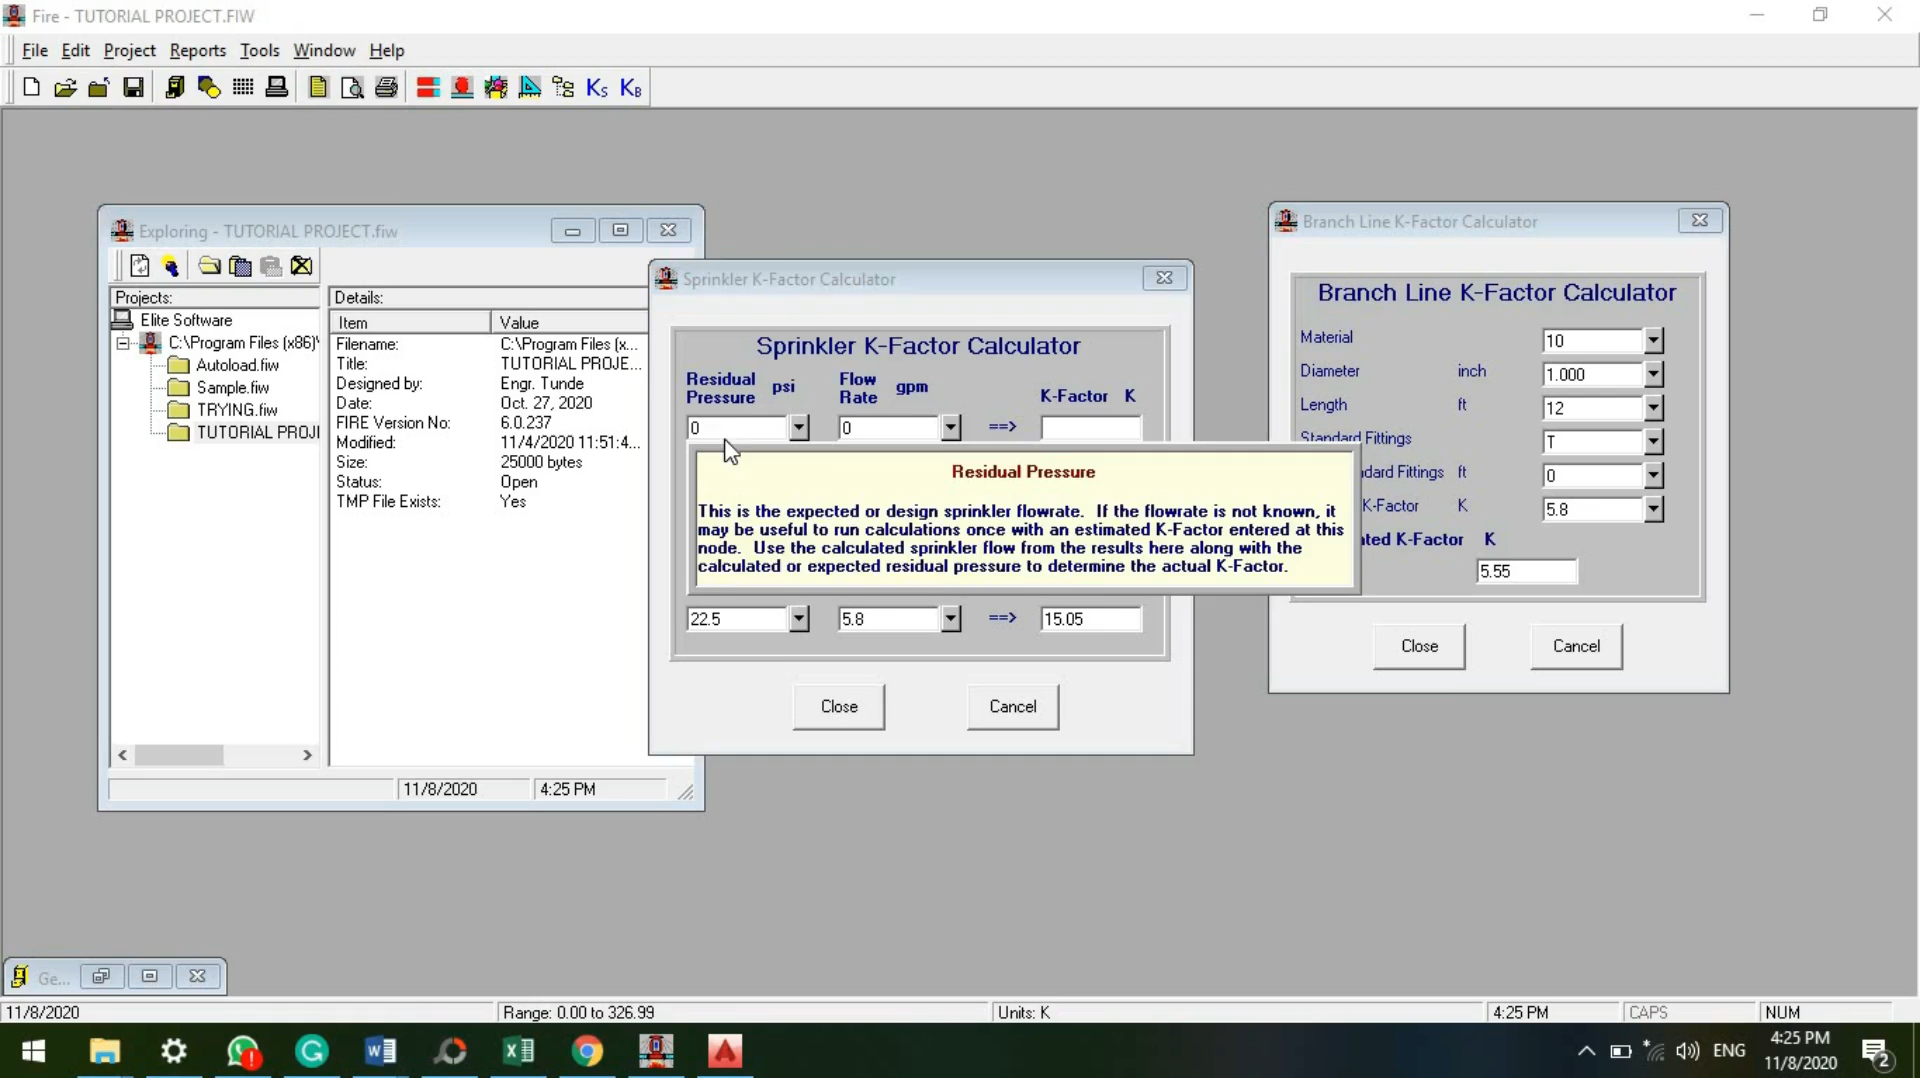 Fire - TUTORIAL PROJECT.FIW
File Edit Project Reports Tools Window Help
Ks KB
Exploring - TUTORIAL PROJECT.fiw
Projects:
Elite Software
C:\Program Files (x86)\
Autoload.fiw
Sample.fiw
TRYING.fiw
TUTORIAL PROJ
Details:
Item Value
Filename: C:\Program Files (x...
Title: TUTORIAL PROJE...
Designed by: Engr. Tunde
Date: Oct. 27, 2020
FIRE Version No: 6.0.237
Modified: 11/4/2020 11:51:4...
Size: 25000 bytes
Status: Open
TMP File Exists: Yes
11/8/2020 4:25 PM
Sprinkler K-Factor Calculator
Sprinkler K-Factor Calculator
Residual Pressure psi Flow Rate gpm K-Factor K
0 0 ==>
Residual Pressure
This is the expected or design sprinkler flowrate. If the flowrate is not known, it
may be useful to run calculations once with an estimated K-Factor entered at this
node. Use the calculated sprinkler flow from the results here along with the
calculated or expected residual pressure to determine the actual K-Factor.
22.5 5.8 ==> 15.05
Close Cancel
Branch Line K-Factor Calculator
Branch Line K-Factor Calculator
Material 10
Diameter inch 1.000
Length ft 12
Standard Fittings T
dard Fittings ft 0
K-Factor K 5.8
ted K-Factor K
5.55
Close Cancel
Ge...
11/8/2020 Range: 0.00 to 326.99 Units: K 4:25 PM CAPS NUM
ENG 4:25 PM
11/8/2020
2